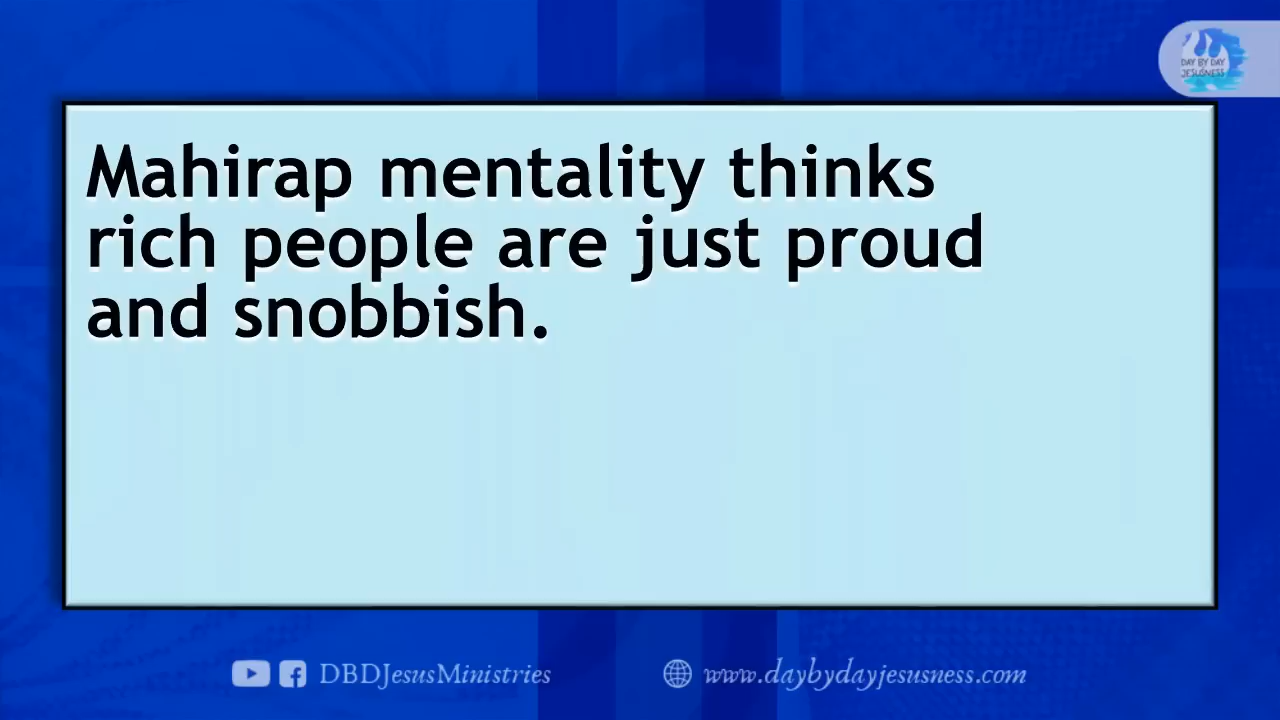 DAY BY DAY
JESUSNESS
Mahirap mentality thinks
rich people are just proud
and snobbish.
DBDJesusMinistries
www.daybydayjesusness.com